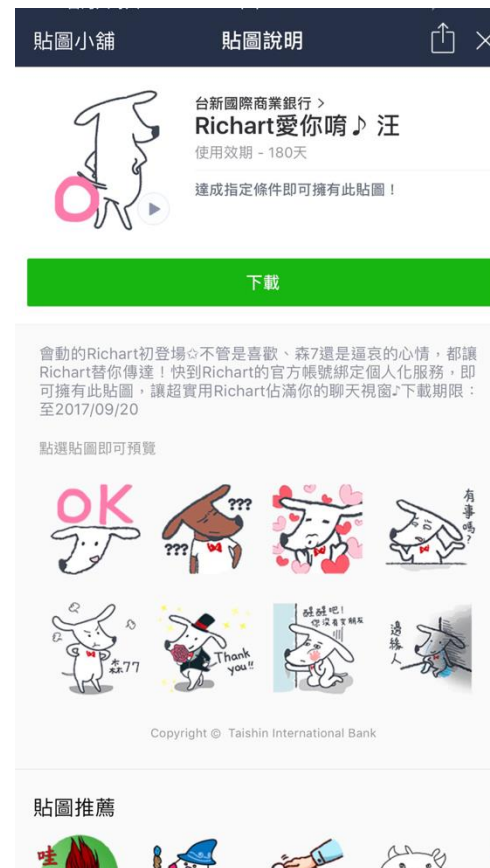 貼圖小舖
貼圖說明
台新國際商業銀行 >
Richart愛你唷♪ 汪
使用效期 - 180天
達成指定條件即可擁有此貼圖！
下載
會動的Richart初登場✩不管是喜歡、森7還是逼哀的心情，都讓
Richart替你傳達！快到Richart的官方帳號綁定個人化服務，即
可擁有此貼圖，讓超實用Richart佔滿你的聊天視窗♪下載期限：
至2017/09/20
點選貼圖即可預覽
OK
???
???
有事嗎?
森77
Thank
you!!
醒醒吧!
你沒有女朋友
邊緣人
Copyright © Taishin International Bank
貼圖推薦
哇